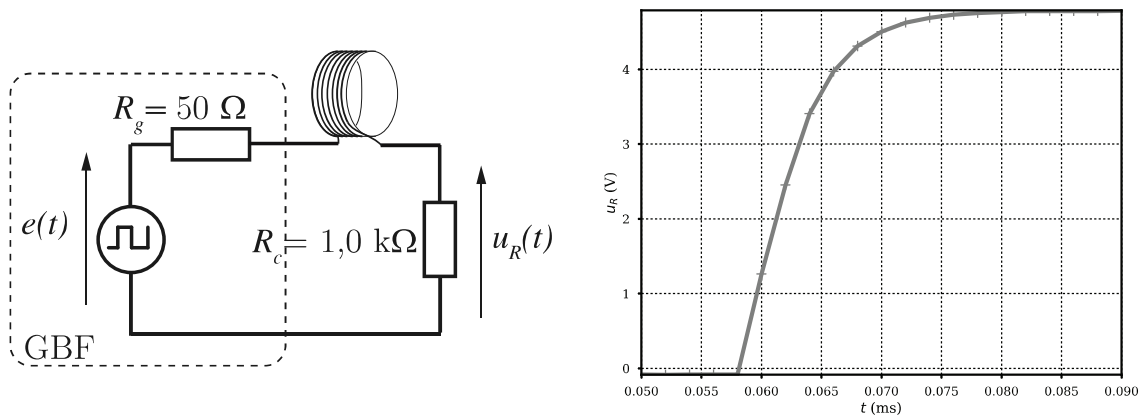 R_g = 50 Ω
e(t)
R_c = 1,0 kΩ
u_R(t)
GBF
u_R (V)
4
3
2
1
0
0.050 0.055 0.060 0.065 0.070 0.075 0.080 0.085 0.090
t (ms)